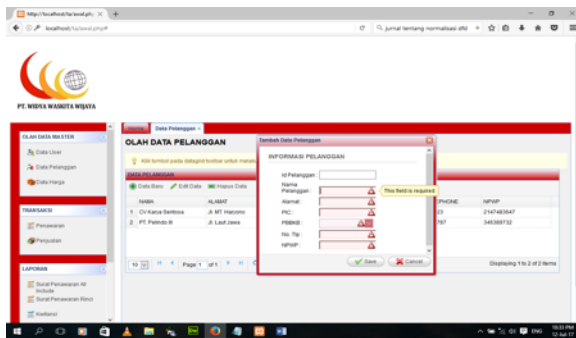 http://localhost/ta/awal.ph...
localhost/ta/awal.php#
jurnal tentang normalisasi dfd
PT. WIDYA WASKITA WIJAYA
OLAH DATA MASTER
Data User
Data Pelanggan
Data Harga
TRANSAKSI
Penawaran
Penjualan
LAPORAN
Surat Penawaran All Include
Surat Penawaran Rinci
Kwitansi
Home
Data Pelanggan
OLAH DATA PELANGGAN
Klik tombol pada datagrid toolbar untuk
DATA PELANGGAN
Data Baru Edit Data Hapus Data
NAMA ALAMAT PHONE NPWP
1 CV Karya Sentosa Jl. MT Haryono 23 2147483647
2 PT. Pelindo III Jl. Laut Jawa 787 346389732
10 Page 1 of 1
Displaying 1 to 2 of 2 items
Tambah Data Pelanggan
INFORMASI PELANGGAN
Id Pelanggan :
Nama
Pelanggan:
This field is required.
Alamat:
PIC :
PBBKB :
No. Tlp :
NPWP :
Save Cancel
ENG
10:33 PM
12-Jul-17